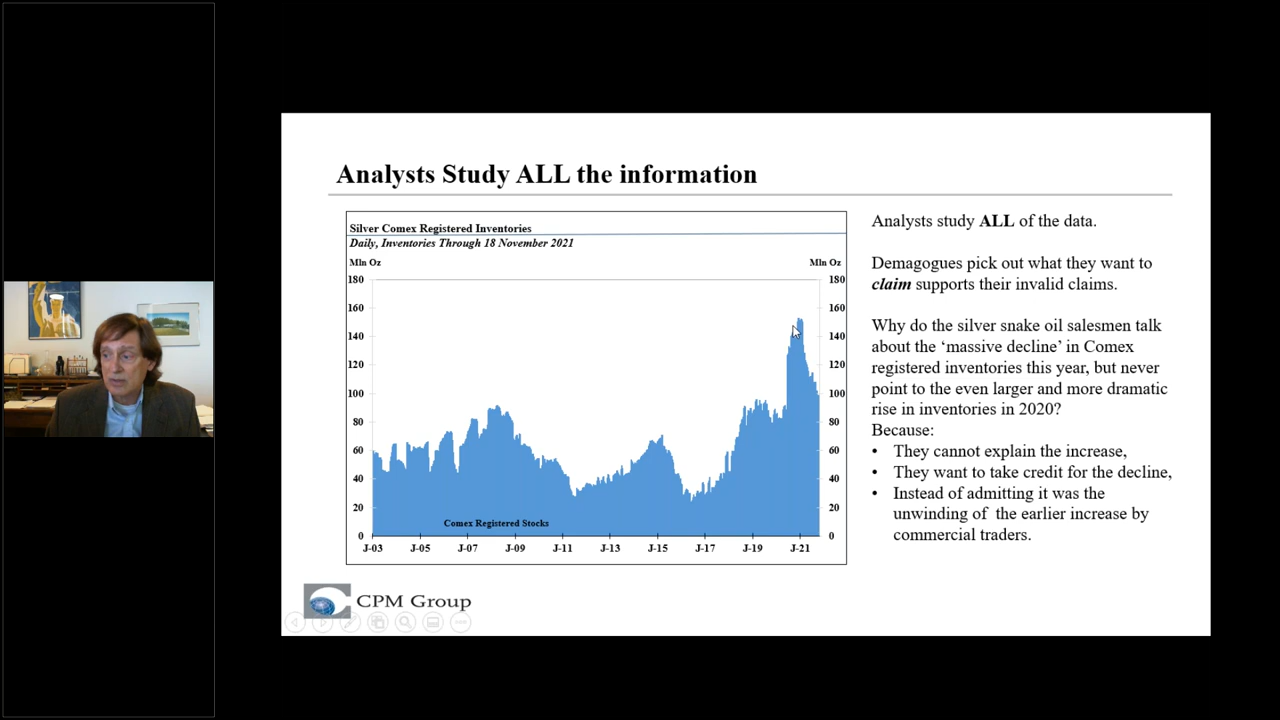 Analysts Study ALL the information
Silver Comex Registered Inventories
Daily, Inventories Through 18 November 2021
Mln Oz
Mln Oz
180
180
160
160
140
140
120
120
100
100
80
80
60
60
40
40
20
20
0
0
Comex Registered Stocks
J-03 J-05 J-07 J-09 J-11 J-13 J-15 J-17 J-19 J-21
Analysts study ALL of the data.
Demagogues pick out what they want to
claim supports their invalid claims.
Why do the silver snake oil salesmen talk
about the ‘massive decline’ in Comex
registered inventories this year, but never
point to the even larger and more dramatic
rise in inventories in 2020?
Because:
• They cannot explain the increase,
• They want to take credit for the decline,
• Instead of admitting it was the
unwinding of the earlier increase by
commercial traders.
CPM Group